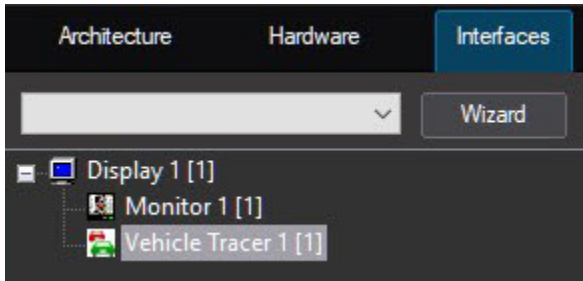 Architecture Hardware Interfaces
Wizard
Display 1 [1]
Monitor 1 [1]
Vehicle Tracer 1 [1]